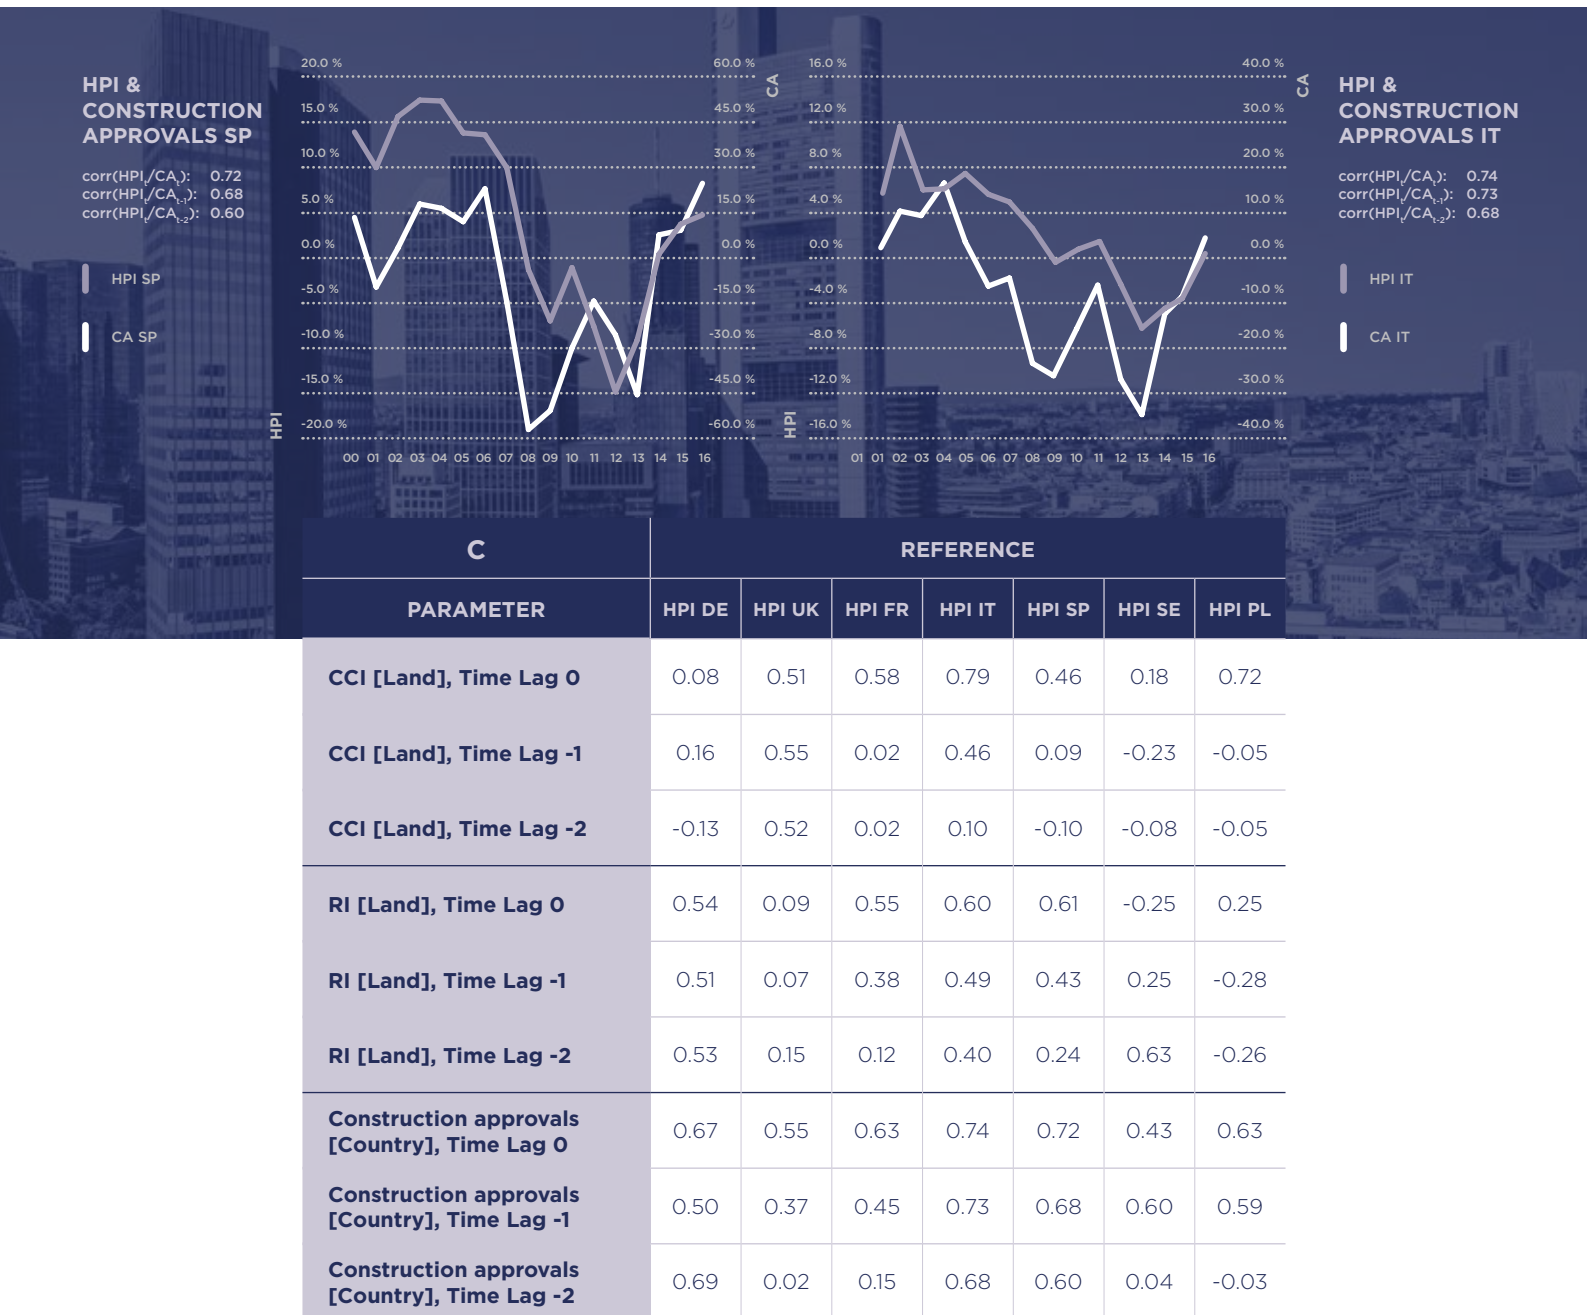 HPI &
CONSTRUCTION
APPROVALS SP
corr(HPIt/CAt): 0.72
corr(HPIt/CAt-1): 0.68
corr(HPIt/CAt-2): 0.60
HPI SP
CA SP
20.0 % 60.0 %
15.0 % 45.0 %
10.0 % 30.0 %
5.0 % 15.0 %
0.0 % 0.0 %
-5.0 % -15.0 %
-10.0 % -30.0 %
-15.0 % -45.0 %
-20.0 % -60.0 %
HPI
CA
00 01 02 03 04 05 06 07 08 09 10 11 12 13 14 15 16
16.0 % 40.0 %
12.0 % 30.0 %
8.0 % 20.0 %
4.0 % 10.0 %
0.0 % 0.0 %
-4.0 % -10.0 %
-8.0 % -20.0 %
-12.0 % -30.0 %
-16.0 % -40.0 %
HPI
CA
01 01 02 03 04 05 06 07 08 09 10 11 12 13 14 15 16
HPI &
CONSTRUCTION
APPROVALS IT
corr(HPIt/CAt): 0.74
corr(HPIt/CAt-1): 0.73
corr(HPIt/CAt-2): 0.68
HPI IT
CA IT
C REFERENCE
PARAMETER HPI DE HPI UK HPI FR HPI IT HPI SP HPI SE HPI PL
CCI [Land], Time Lag 0 0.08 0.51 0.58 0.79 0.46 0.18 0.72
CCI [Land], Time Lag -1 0.16 0.55 0.02 0.46 0.09 -0.23 -0.05
CCI [Land], Time Lag -2 -0.13 0.52 0.02 0.10 -0.10 -0.08 -0.05
RI [Land], Time Lag 0 0.54 0.09 0.55 0.60 0.61 -0.25 0.25
RI [Land], Time Lag -1 0.51 0.07 0.38 0.49 0.43 0.25 -0.28
RI [Land], Time Lag -2 0.53 0.15 0.12 0.40 0.24 0.63 -0.26
Construction approvals
[Country], Time Lag 0 0.67 0.55 0.63 0.74 0.72 0.43 0.63
Construction approvals
[Country], Time Lag -1 0.50 0.37 0.45 0.73 0.68 0.60 0.59
Construction approvals
[Country], Time Lag -2 0.69 0.02 0.15 0.68 0.60 0.04 -0.03